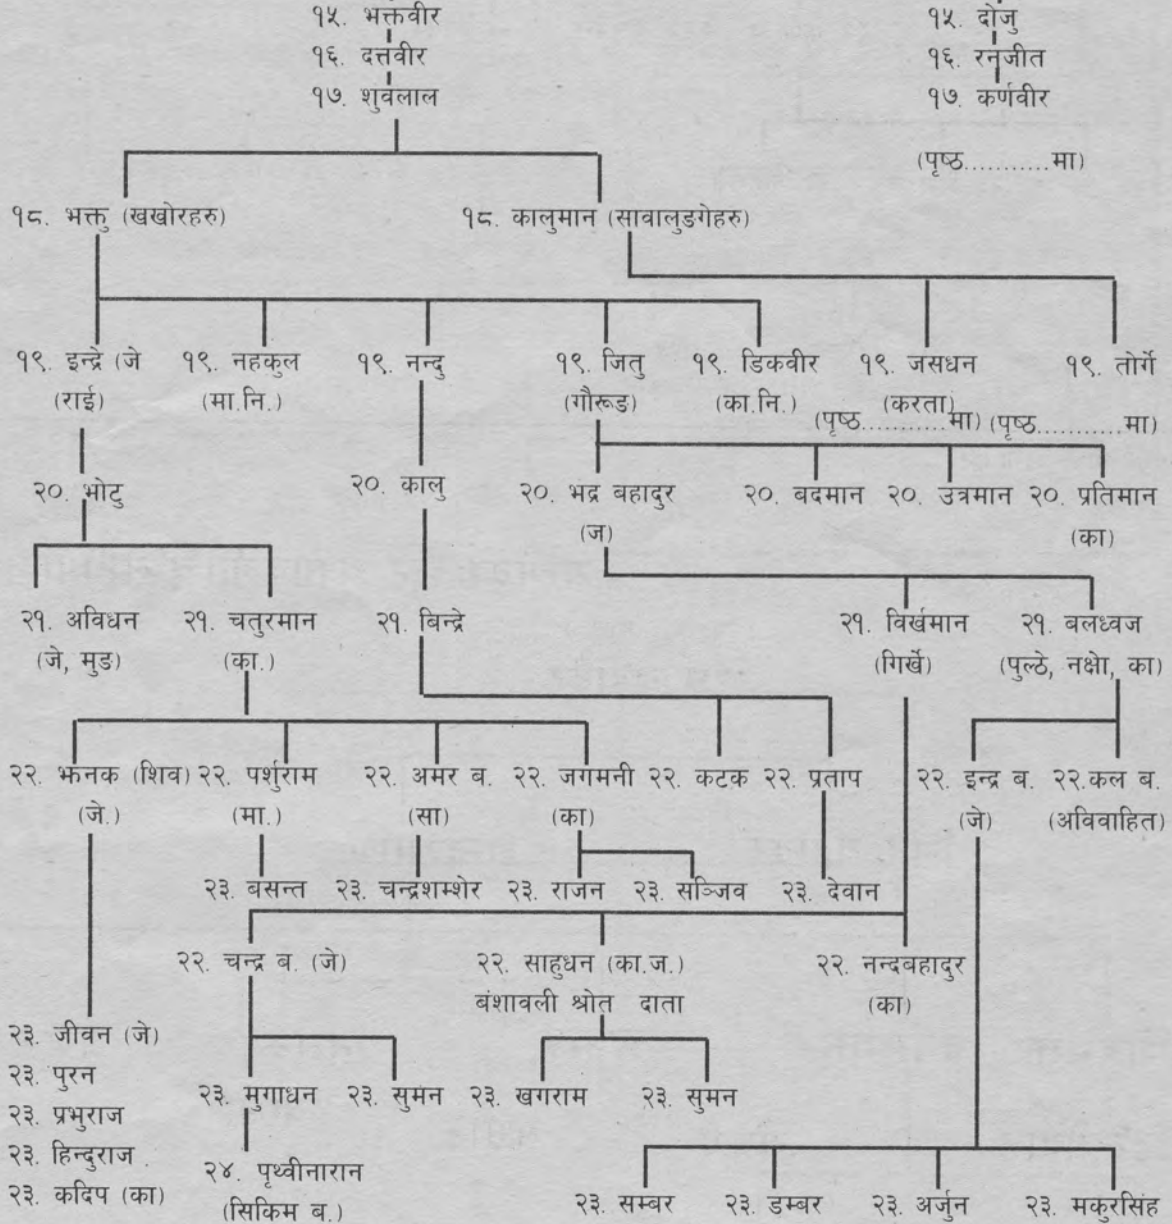 १५. भक्तवीर १५. दोजु
१६. दत्तवीर १६. रनजीत
१७. शुवलाल १७. कर्णवीर
(पृष्ठ...........मा)
१८. भक्तु (खखोरहरु) १८. कालुमान (सावालुङगेहरु)
१९. इन्द्रे (जे १९. नहकुल १९. नन्दु १९. जितु १९. डिकवीर १९. जसधन १९. तोर्गे
(राई) (मा.नि.) (गौरूङ) (का.नि.) (करता)
(पृष्ठ...........मा) (पृष्ठ...........मा)
२०. भोटु २०. कालु २०. भद्र बहादुर २०. बदमान २०. उत्रमान २०. प्रतिमान
(ज) (का)
२१. अविधन २१. चतुरमान २१. बिन्द्रे २१. विर्खमान २१. बलध्वज
(जे, मुङ) (का.) (गिर्खे) (पुल्ठे, नक्षेा, का)
२२. झनक (शिव) २२. पर्शुराम २२. अमर ब. २२. जगमनी २२. कटक २२. प्रताप २२. इन्द्र ब. २२.कल ब.
(जे.) (मा.) (सा) (का) (जे) (अविवाहित)
२३. बसन्त २३. चन्द्रशम्शेर २३. राजन २३. सञ्जिव २३. देवान
२२. चन्द्र ब. (जे) २२. साहुधन (का.ज.) २२. नन्दबहादुर
बंशावली श्रोत दाता (का)
२३. जीवन (जे)
२३. पुरन
२३. मुगाधन २३. सुमन २३. खगराम २३. सुमन
२३. प्रभुराज
२३. हिन्दुराज
२३. कदिप (का)
२४. पृथ्वीनारान
(सिकिम ब.)
२३. सम्बर २३. डम्बर २३. अर्जुन २३. मकुरसिंह